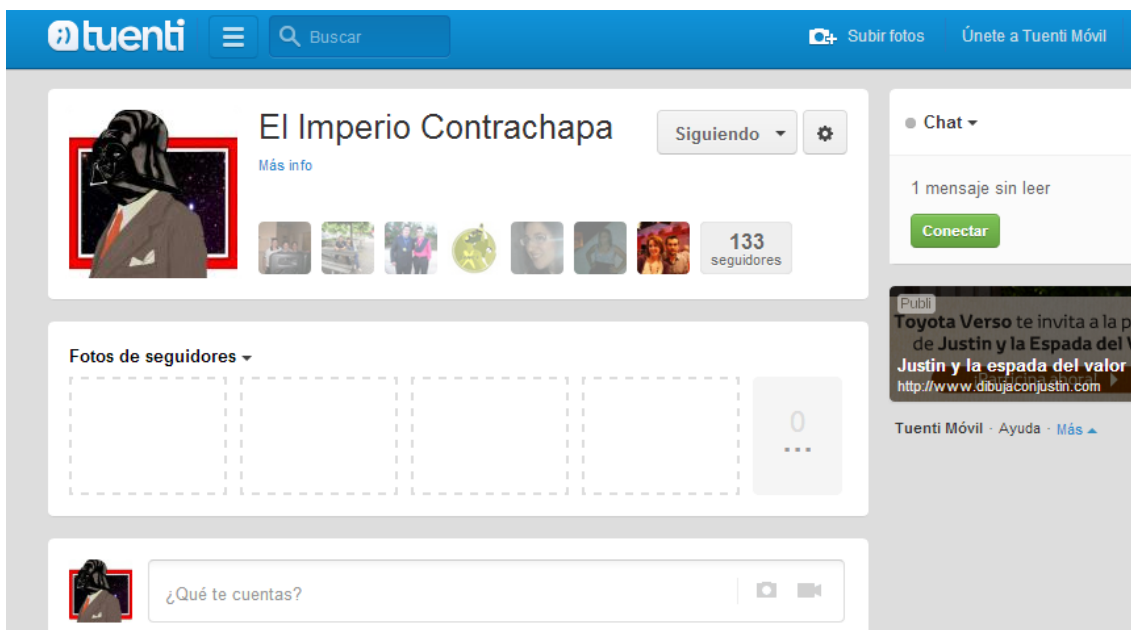 tuenti
Buscar
Subir fotos
Únete a Tuenti Móvil
El Imperio Contrachapa
Siguiendo
Más info
133
seguidores
Chat
1 mensaje sin leer
Conectar
Publi
Toyota Verso te invita a la p
de Justin y la Espada del V
Justin y la espada del valor
¡Participa ahora!
http://www.dibujaconjustin.com
Tuenti Móvil · Ayuda · Más
Fotos de seguidores
0
...
¿Qué te cuentas?